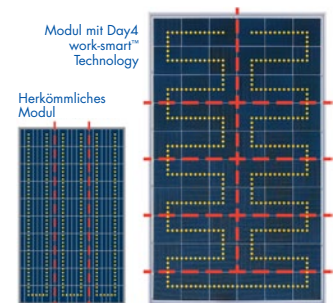 Modul mit Day4
work-smart™
Technology
Herkömmliches
Modul